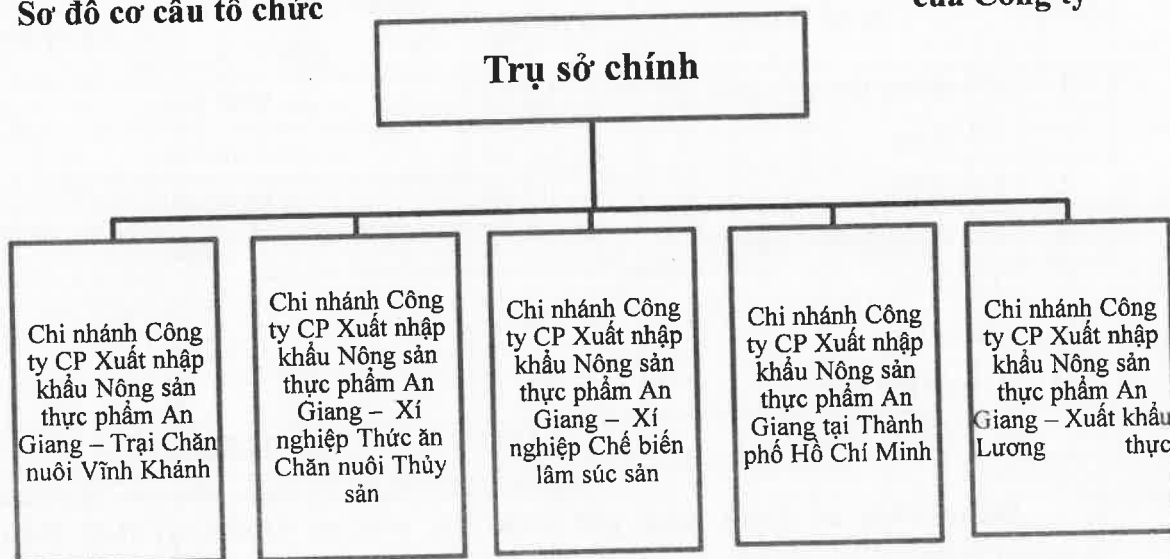 Sơ đồ cơ cấu tổ chức của Công ty
Trụ sở chính
Chi nhánh Công
ty CP Xuất nhập
khẩu Nông sản
thực phẩm An
Giang – Trại Chăn
nuôi Vĩnh Khánh
Chi nhánh Công
ty CP Xuất nhập
khẩu Nông sản
thực phẩm An
Giang – Xí
nghiệp Thức ăn
Chăn nuôi Thủy
sản
Chi nhánh Công
ty CP Xuất nhập
khẩu Nông sản
thực phẩm An
Giang – Xí
nghiệp Chế biến
lâm súc sản
Chi nhánh Công
ty CP Xuất nhập
khẩu Nông sản
thực phẩm An
Giang tại Thành
phố Hồ Chí Minh
Chi nhánh Công
ty CP Xuất nhập
khẩu Nông sản
thực phẩm An
Giang – Xuất khẩu
Lương thực